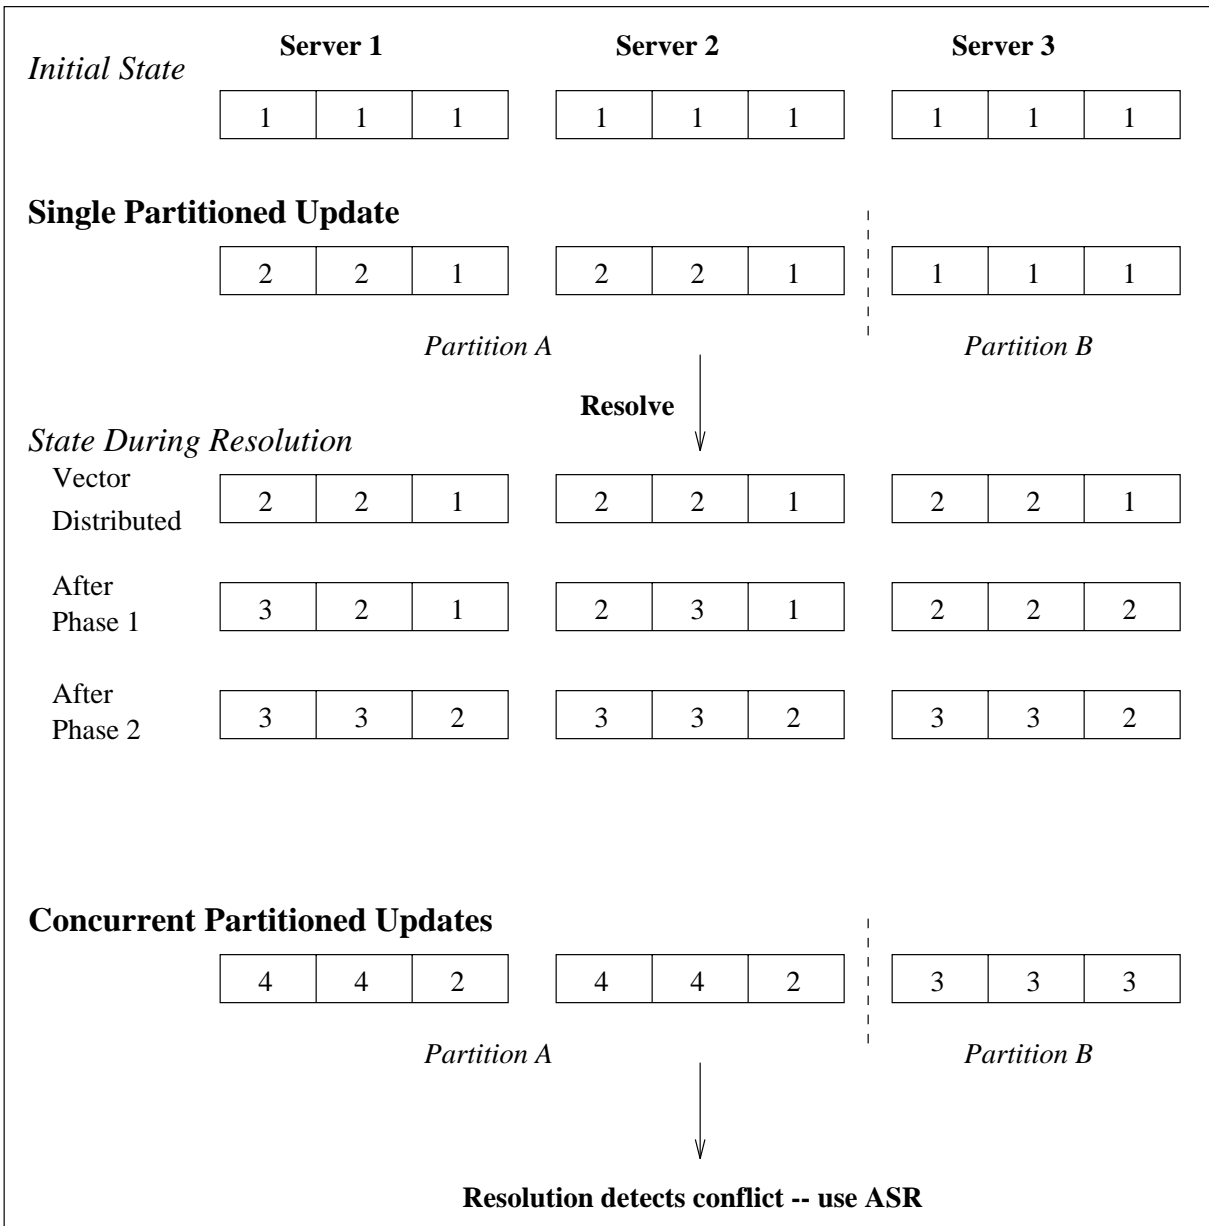 Server 1 Server 2 Server 3
Initial State
1 1 1 1 1 1 1 1 1
Single Partitioned Update
2 2 1 2 2 1 1 1 1
Partition A Partition B
Resolve
State During Resolution
Vector
Distributed
2 2 1 2 2 1 2 2 1
After
Phase 1
3 2 1 2 3 1 2 2 2
After
Phase 2
3 3 2 3 3 2 3 3 2
Concurrent Partitioned Updates
4 4 2 4 4 2 3 3 3
Partition A Partition B
Resolution detects conflict -- use ASR